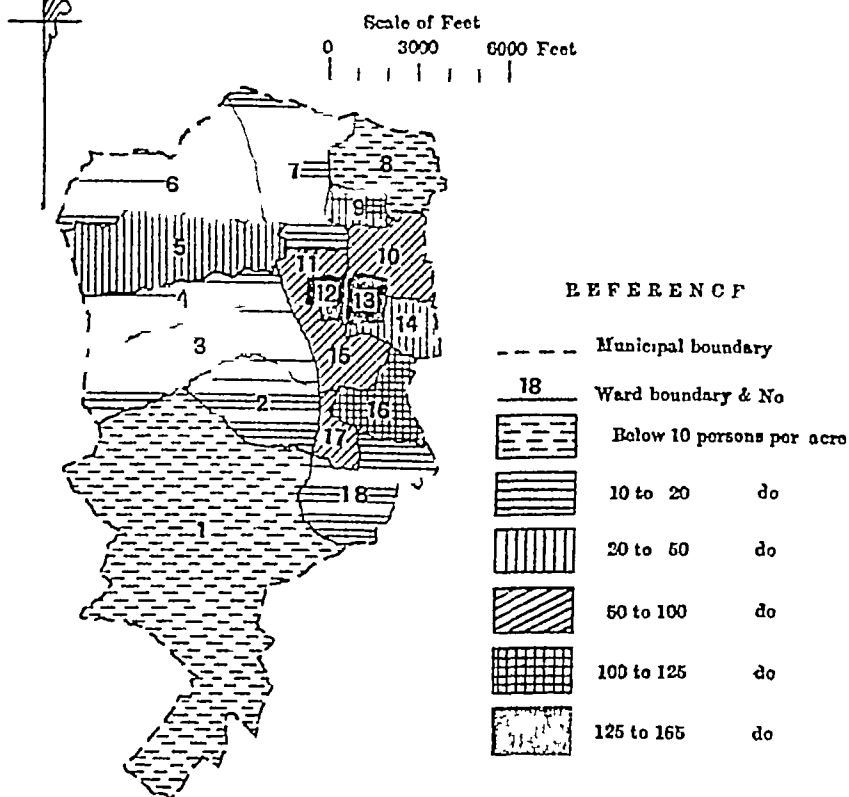 Scale of Feet
0 3000 6000 Feet
8
7
6
9
5
10
11
12
13
4
14
3
15
2
16
17
18
1
REFERENCE
Municipal boundary
18
Ward boundary & No
Below 10 persons per acre
10 to 20 do
20 to 50 do
50 to 100 do
100 to 125 do
125 to 165 do